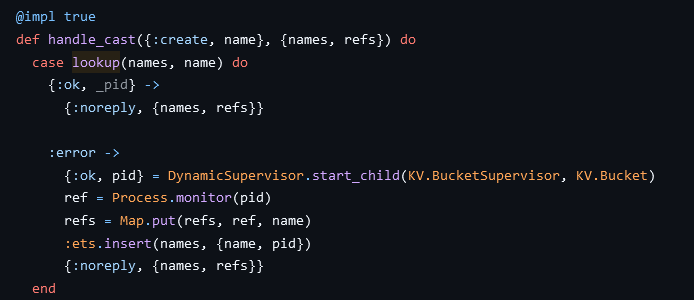 @impl true
def handle_cast({:create, name}, {names, refs}) do
  case lookup(names, name) do
    {:ok, _pid} ->
      {:noreply, {names, refs}}

    :error ->
      {:ok, pid} = DynamicSupervisor.start_child(KV.BucketSupervisor, KV.Bucket)
      ref = Process.monitor(pid)
      refs = Map.put(refs, ref, name)
      :ets.insert(names, {name, pid})
      {:noreply, {names, refs}}
  end